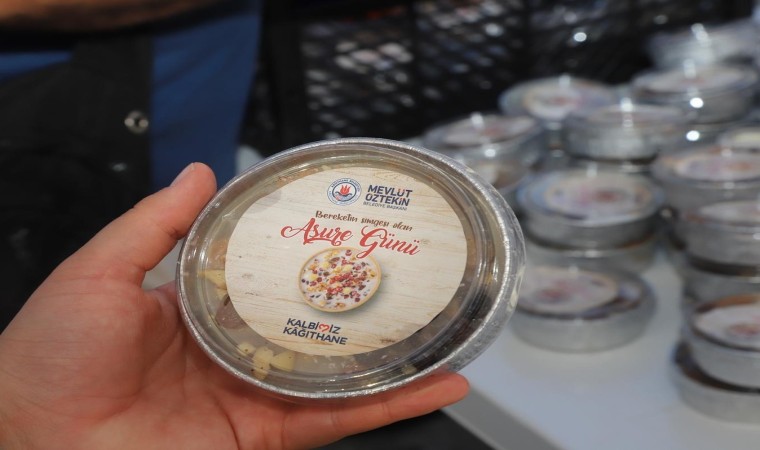 MEVLÜT
ÖZTEKİN
BELEDİYE BAŞKANI
Bereketin simgesi olan
Aşure Günü
KALBİMİZ
KAĞITHANE